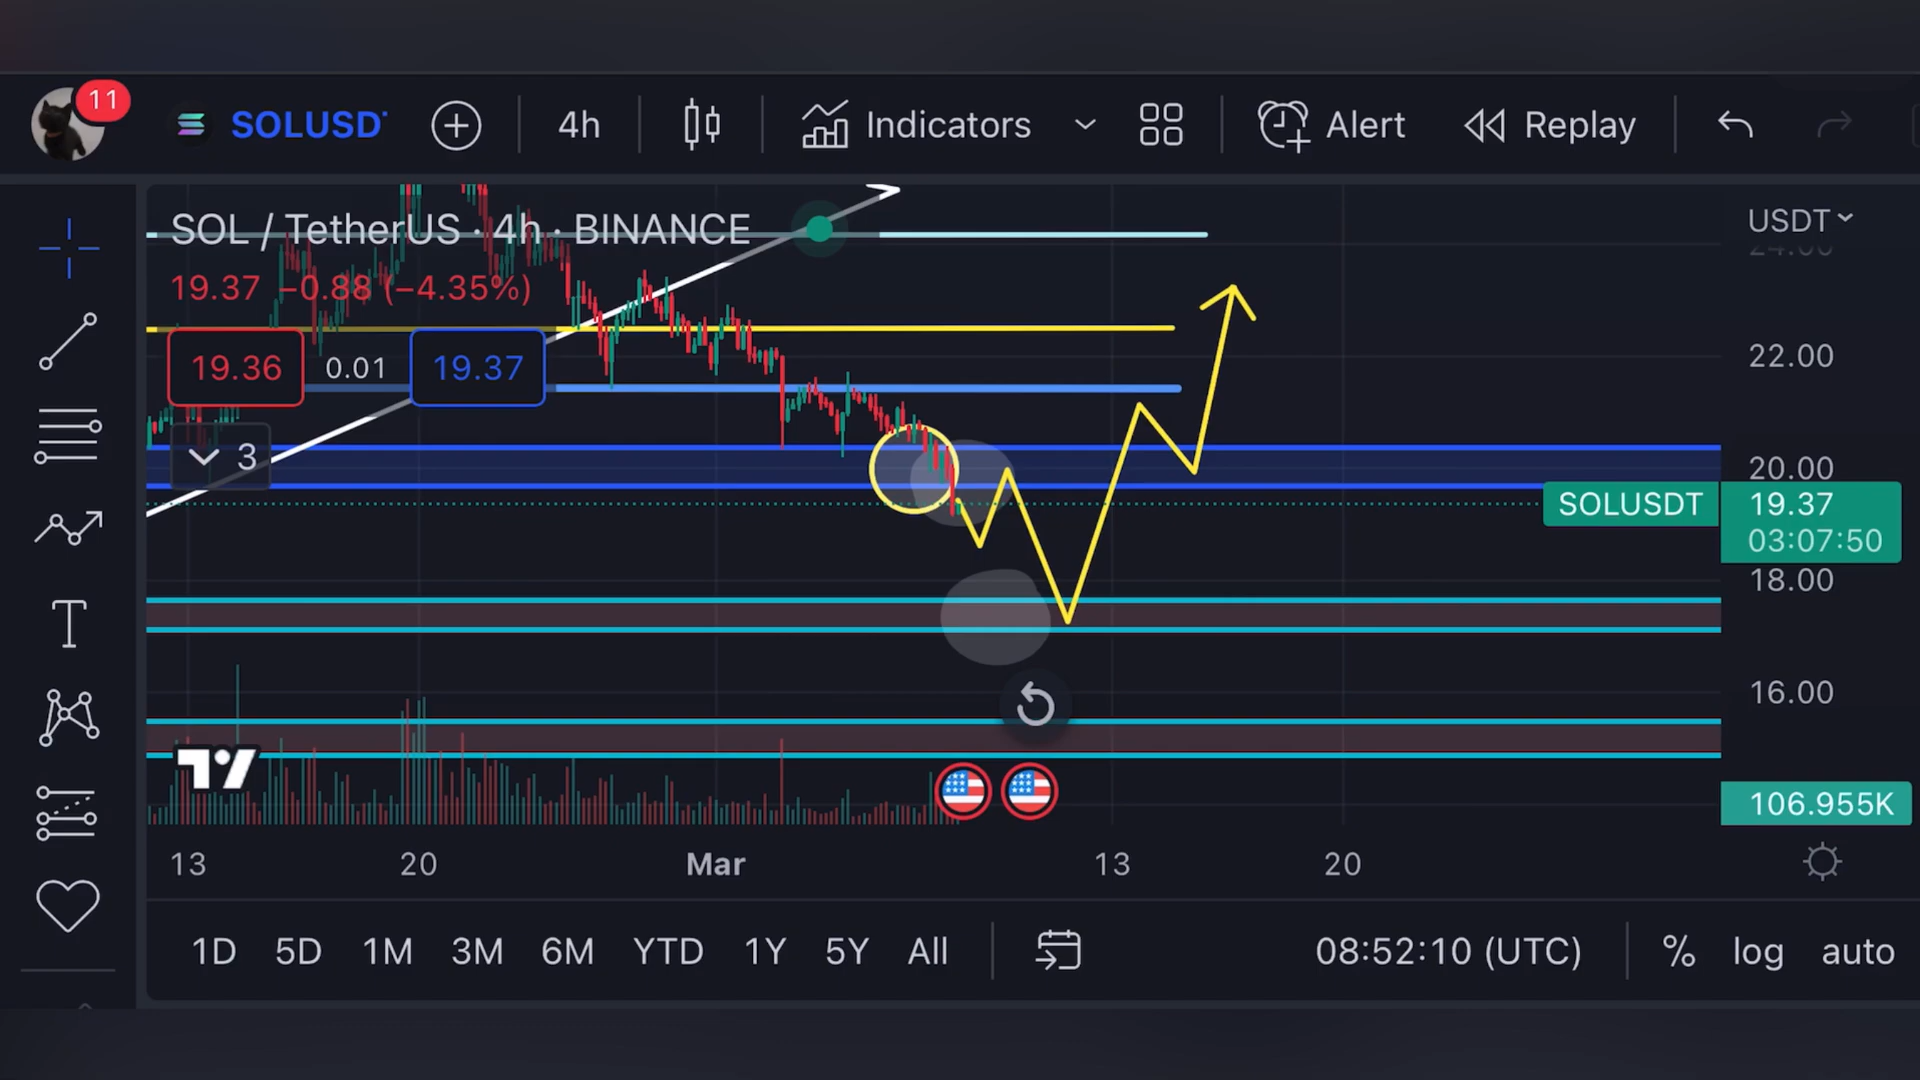 11
SOLUSD
4h
Indicators
Alert
Replay
SOL / TetherUS · 4h · BINANCE
USDT
24.00
19.37 −0.88 (−4.35%)
19.36
0.01
19.37
22.00
3
20.00
SOLUSDT
19.37
03:07:50
18.00
16.00
106.955K
13
20
Mar
13
20
1D 5D 1M 3M 6M YTD 1Y 5Y All
08:52:10 (UTC)
% log auto